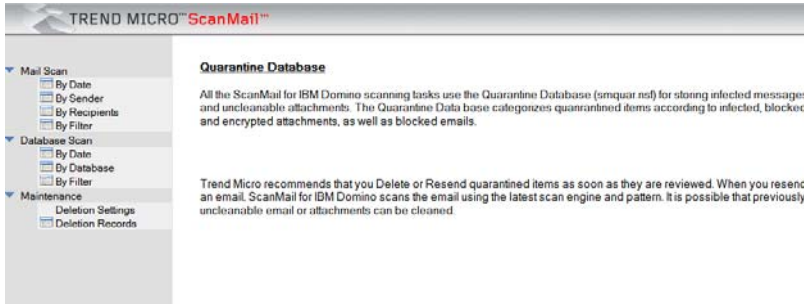 TREND MICRO™ ScanMail™
Mail Scan
By Date
By Sender
By Recipients
By Filter
Database Scan
By Date
By Database
By Filter
Maintenance
Deletion Settings
Deletion Records
Quarantine Database
All the ScanMail for IBM Domino scanning tasks use the Quarantine Database (smquar.nsf) for storing infected messages
and uncleanable attachments. The Quarantine Data base categorizes quanrantined items according to infected, blocked
and encrypted attachments, as well as blocked emails.
Trend Micro recommends that you Delete or Resend quarantined items as soon as they are reviewed. When you resend
an email. ScanMail for IBM Domino scans the email using the latest scan engine and pattern. It is possible that previously
uncleanable email or attachments can be cleaned.